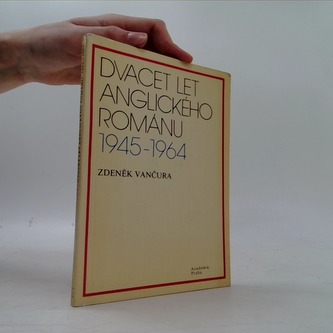 DVACET LET
ANGLICKÉHO
ROMÁNU
1945-1964
ZDENĚK VANČURA
Academia
Praha